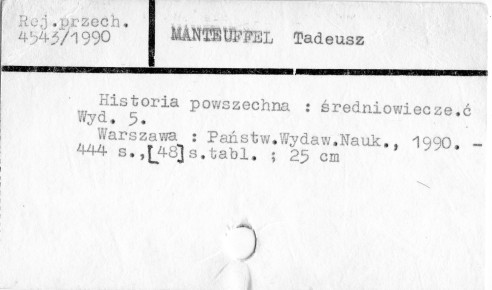 Rej.przech.
4543/1990
MANTEUFFEL Tadeusz
Historia powszechna : średniowiecze.ć
Wyd. 5.
Warszawa : Państw.Wydaw.Nauk., 1990. -
444 s.,[48]s.tabl. ; 25 cm